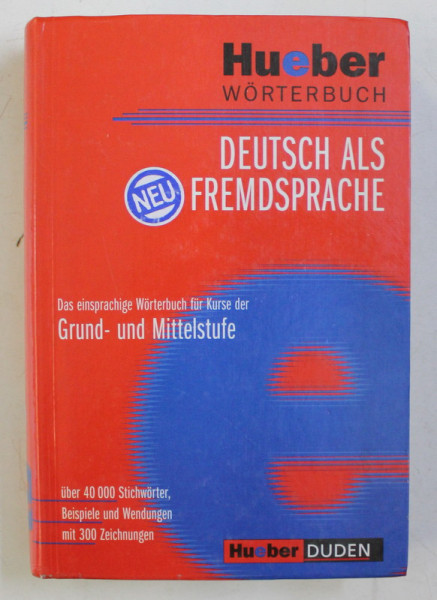 Hueber
WÖRTERBUCH
DEUTSCH ALS
NEU FREMDSPRACHE
Das einsprachige Wörterbuch für Kurse der
Grund- und Mittelstufe
e
über 40 000 Stichwörter,
Beispiele und Wendungen
mit 300 Zeichnungen
Hueber DUDEN